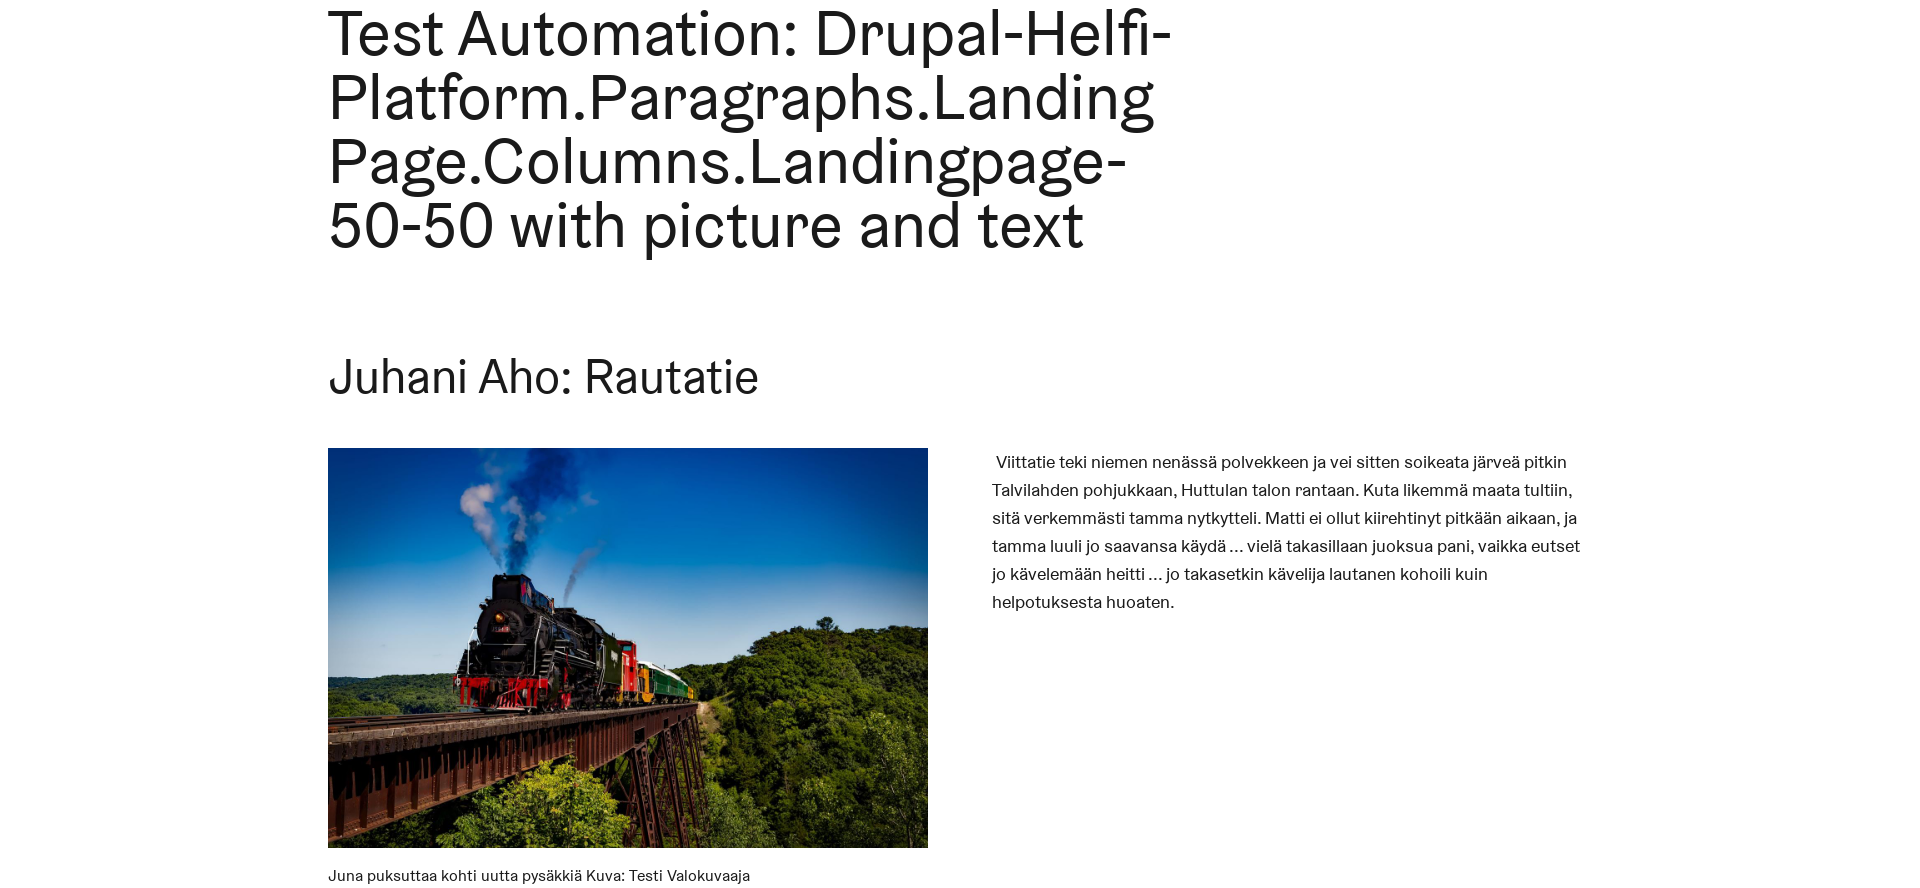 Test Automation: Drupal-Helfi-
Platform.Paragraphs.Landing
Page.Columns.Landingpage-
50-50 with picture and text
Juhani Aho: Rautatie
Viittatie teki niemen nenässä polvekkeen ja vei sitten soikeata järveä pitkin
Talvilahden pohjukkaan, Huttulan talon rantaan. Kuta likemmä maata tultiin,
sitä verkemmästi tamma nytkytteli. Matti ei ollut kiirehtinyt pitkään aikaan, ja
tamma luuli jo saavansa käydä ... vielä takasillaan juoksua pani, vaikka eutset
jo kävelemään heitti ... jo takasetkin kävelija lautanen kohoili kuin
helpotuksesta huoaten.
Juna puksuttaa kohti uutta pysäkkiä Kuva: Testi Valokuvaaja